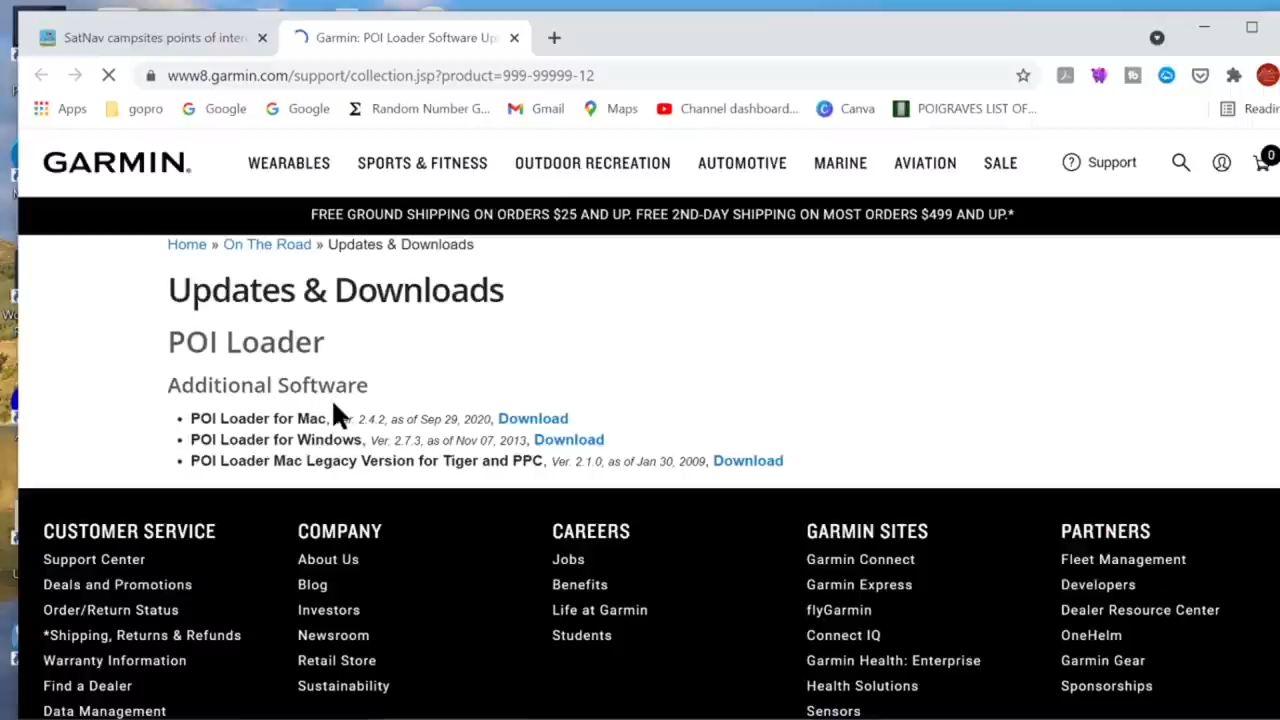 SatNav campsites points of inter
Garmin: POI Loader Software Up
www8.garmin.com/support/collection.jsp?product=999-99999-12
Apps gopro Google Google Random Number G... Gmail Maps Channel dashboard... Canva POIGRAVES LIST OF... Readin
GARMIN. WEARABLES SPORTS & FITNESS OUTDOOR RECREATION AUTOMOTIVE MARINE AVIATION SALE Support 0
FREE GROUND SHIPPING ON ORDERS $25 AND UP. FREE 2ND-DAY SHIPPING ON MOST ORDERS $499 AND UP.*
Home » On The Road » Updates & Downloads
Updates & Downloads
POI Loader
Additional Software
• POI Loader for Mac, 2.4.2, as of Sep 29, 2020, Download
• POI Loader for Windows, Ver. 2.7.3, as of Nov 07, 2013, Download
• POI Loader Mac Legacy Version for Tiger and PPC, Ver. 2.1.0, as of Jan 30, 2009, Download
CUSTOMER SERVICE COMPANY CAREERS GARMIN SITES PARTNERS
Support Center About Us Jobs Garmin Connect Fleet Management
Deals and Promotions Blog Benefits Garmin Express Developers
Order/Return Status Investors Life at Garmin flyGarmin Dealer Resource Center
*Shipping, Returns & Refunds Newsroom Students Connect IQ OneHelm
Warranty Information Retail Store Garmin Health: Enterprise Garmin Gear
Find a Dealer Sustainability Health Solutions Sponsorships
Data Management Sensors